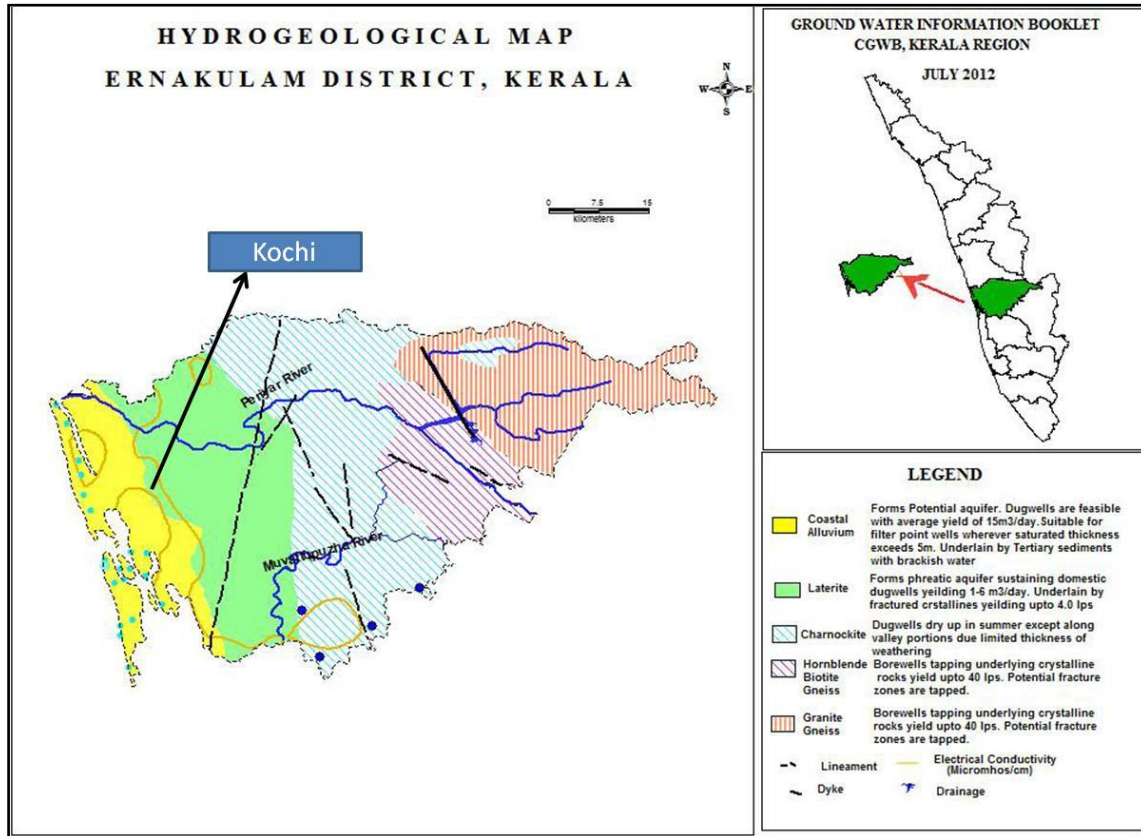 HYDROGEOLOGICAL MAP
ERNAKULAM DISTRICT, KERALA
N
W
E
S
0 7.5 15
kilometers
Kochi
Periyar River
Muvattupuzha River
GROUND WATER INFORMATION BOOKLET
CGWB, KERALA REGION
JULY 2012
LEGEND
Coastal
Alluvium
Forms Potential aquifer. Dugwells are feasible
with average yield of 15m3/day.Suitable for
filter point wells wherever saturated thickness
exceeds 5m. Underlain by Tertiary sediments
with brackish water
Laterite
Forms phreatic aquifer sustaining domestic
dugwells yeilding 1-6 m3/day. Underlain by
fractured crstallines yeilding upto 4.0 lps
Charnockite
Dugwells dry up in summer except along
valley portions due limited thickness of
weathering
Hornblende
Biotite
Gneiss
Borewells tapping underlying crystalline
rocks yield upto 40 lps. Potential fracture
zones are tapped.
Granite
Gneiss
Borewells tapping underlying crystalline
rocks yield upto 40 lps. Potential fracture
zones are tapped.
Lineament
Electrical Conductivity
(Micromhos/cm)
Dyke
Drainage